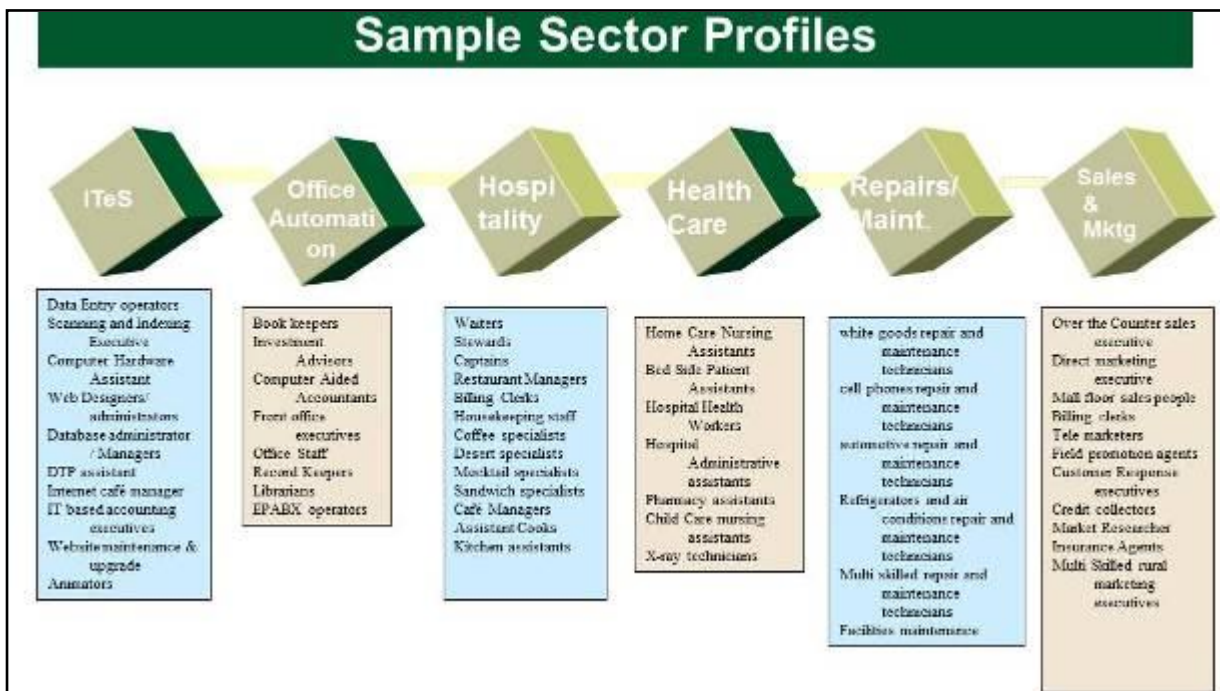 Sample Sector Profiles
ITeS
Office
Automati
on
Hospi
tality
Health
Care
Repairs/
Maint.
Sales
&
Mktg
Data Entry operators
Scanning and Indexing
Executive
Computer Hardware
Assistant
Web Designers/
administrators
Database administrator
/ Managers
DTP assistant
Internet café manager
IT based accounting
executives
Website maintenance &
upgrade
Animators
Book keepers
Investment
Advisors
Computer Aided
Accountants
Front office
executives
Office Staff
Record Keepers
Librarians
EPABX operators
Waiters
Stewards
Captains
Restaurant Managers
Billing Clerks
Housekeeping staff
Coffee specialists
Desert specialists
Mocktail specialists
Sandwich specialists
Café Managers
Assistant Cooks
Kitchen assistants
Home Care Nursing
Assistants
Bed Side Patient
Assistants
Hospital Health
Workers
Hospital
Administrative
assistants
Pharmacy assistants
Child Care nursing
assistants
X-ray technicians
white goods repair and
maintenance
technicians
cell phones repair and
maintenance
technicians
automotive repair and
maintenance
technicians
Refrigerators and air
conditions repair and
maintenance
technicians
Multi skilled repair and
maintenance
technicians
Facilities maintenance
Over the Counter sales
executive
Direct marketing
executive
Mall floor sales people
Billing clerks
Tele marketers
Field promotion agents
Customer Response
executives
Credit collectors
Market Researcher
Insurance Agents
Multi Skilled rural
marketing
executives